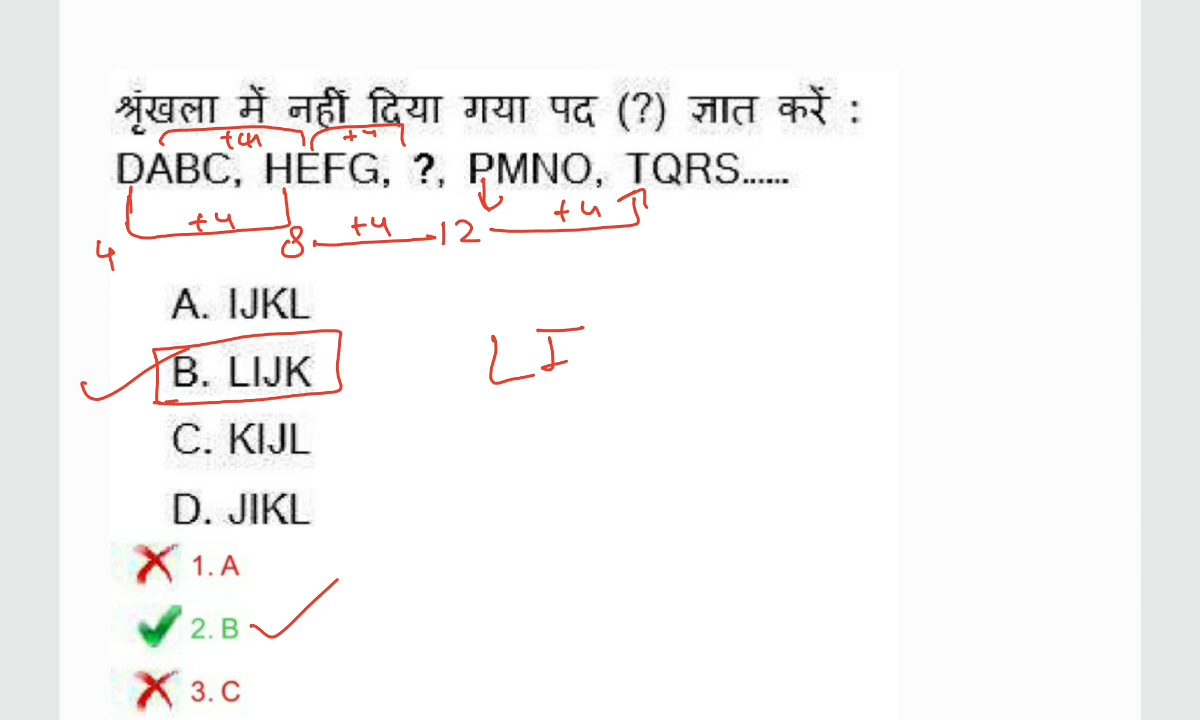 श्रृंखला में नहीं दिया गया पद (?) ज्ञात करें :
+4 +4
DABC, HEFG, ?, PMNO, TQRS......
+4 +4 +4
4 8 12
A. IJKL
B. LIJK
LI
C. KIJL
D. JIKL
1. A
2. B
3. C